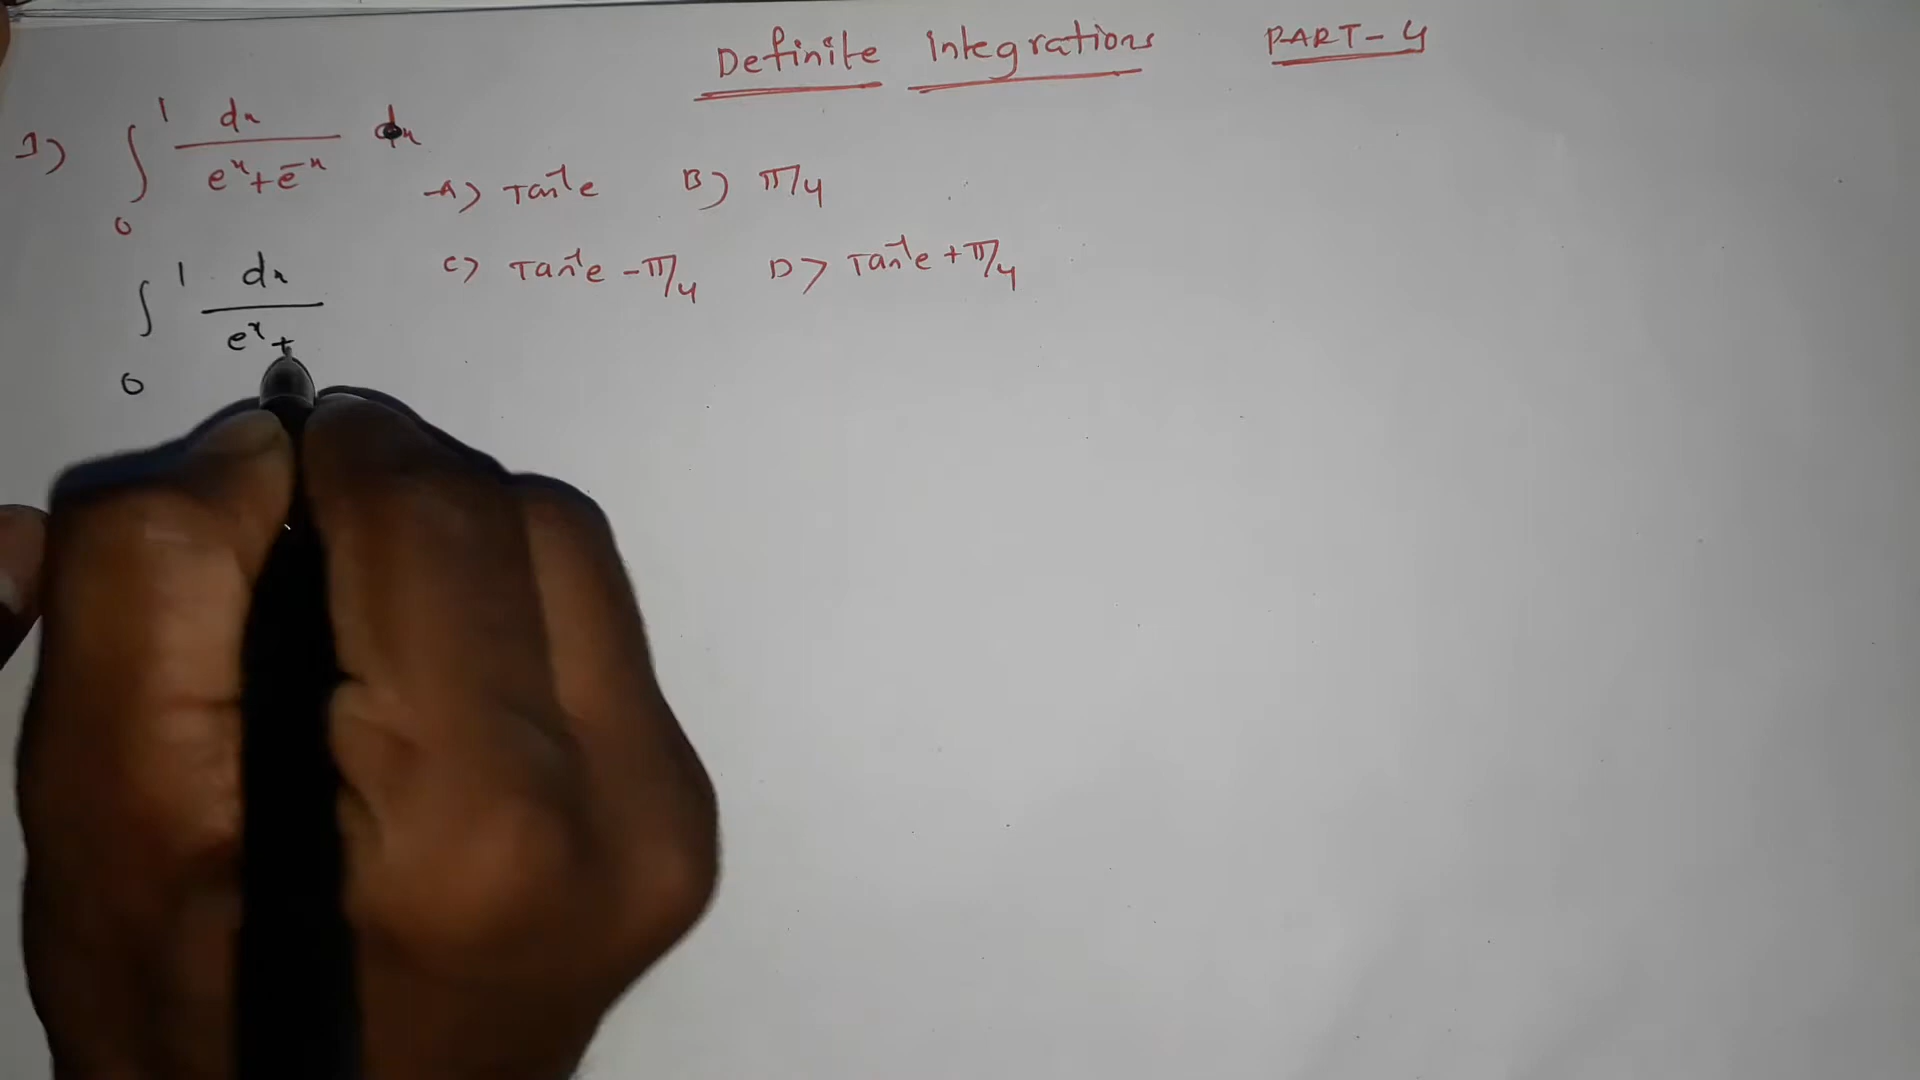 Definite Integrations PART-4
1) ∫₀¹ dx/(eˣ+e⁻ˣ) dx
A) Tan⁻¹e B) π/4
C) Tan⁻¹e - π/4 D) Tan⁻¹e + π/4
∫₀¹ dx/(eˣ+